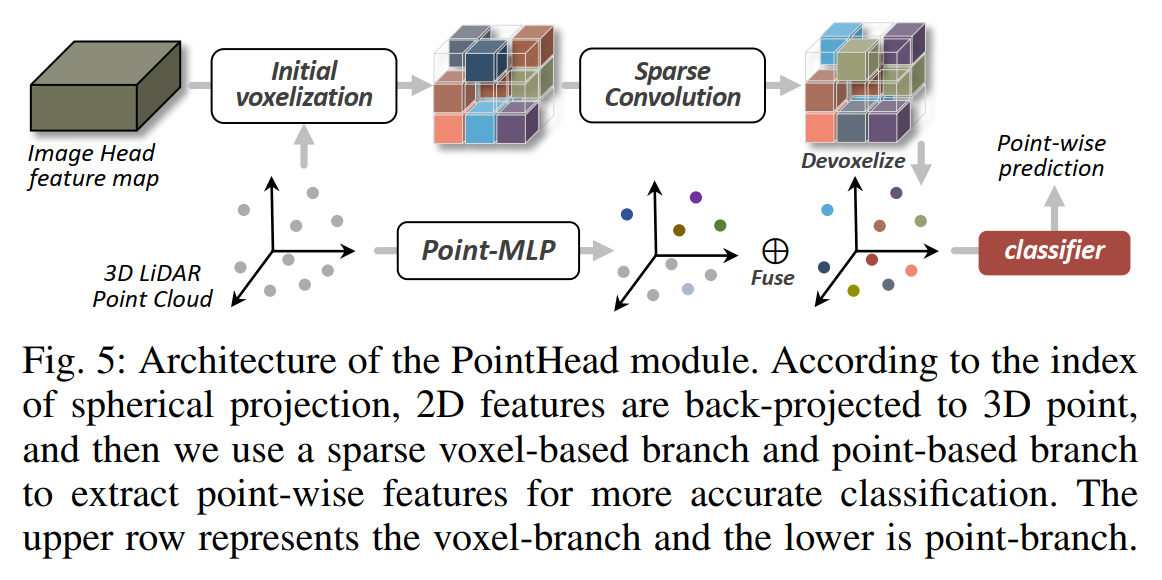 Initial
voxelization
Sparse
Convolution
Image Head
feature map
Devoxelize
Point-wise
prediction
3D LiDAR
Point Cloud
Point-MLP
Fuse
classifier
Fig. 5: Architecture of the PointHead module. According to the index
of spherical projection, 2D features are back-projected to 3D point,
and then we use a sparse voxel-based branch and point-based branch
to extract point-wise features for more accurate classification. The
upper row represents the voxel-branch and the lower is point-branch.